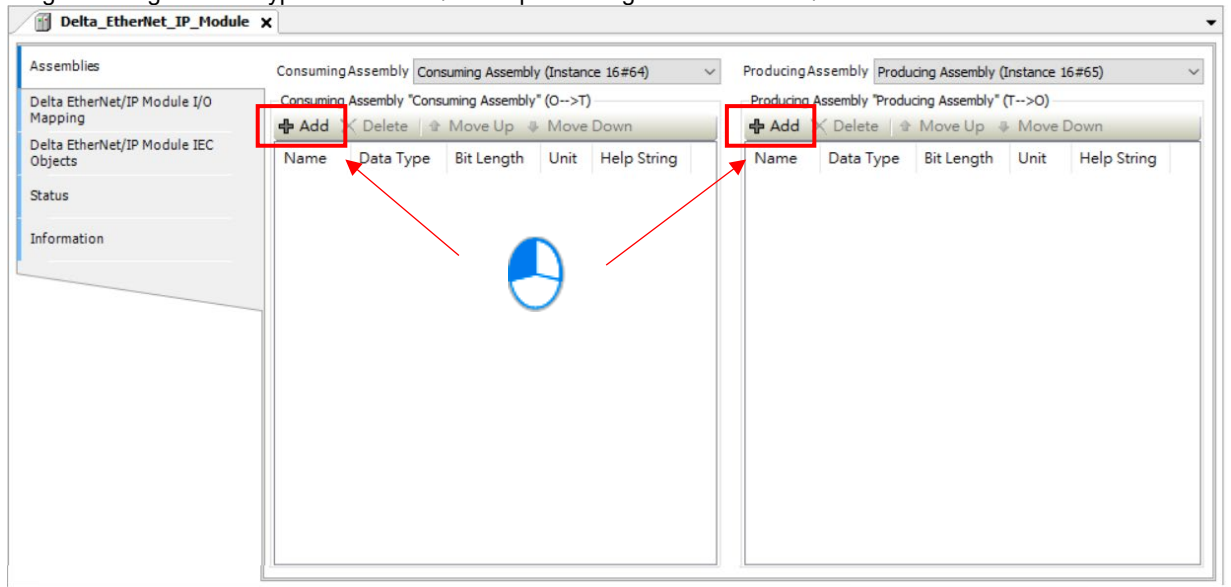 Delta_EtherNet_IP_Module
Assemblies
Delta EtherNet/IP Module I/O
Mapping
Delta EtherNet/IP Module IEC
Objects
Status
Information
Consuming Assembly Consuming Assembly (Instance 16#64)
Consuming Assembly "Consuming Assembly" (O-->T)
Add Delete Move Up Move Down
Name Data Type Bit Length Unit Help String
Producing Assembly Producing Assembly (Instance 16#65)
Producing Assembly "Producing Assembly" (T-->O)
Add Delete Move Up Move Down
Name Data Type Bit Length Unit Help String